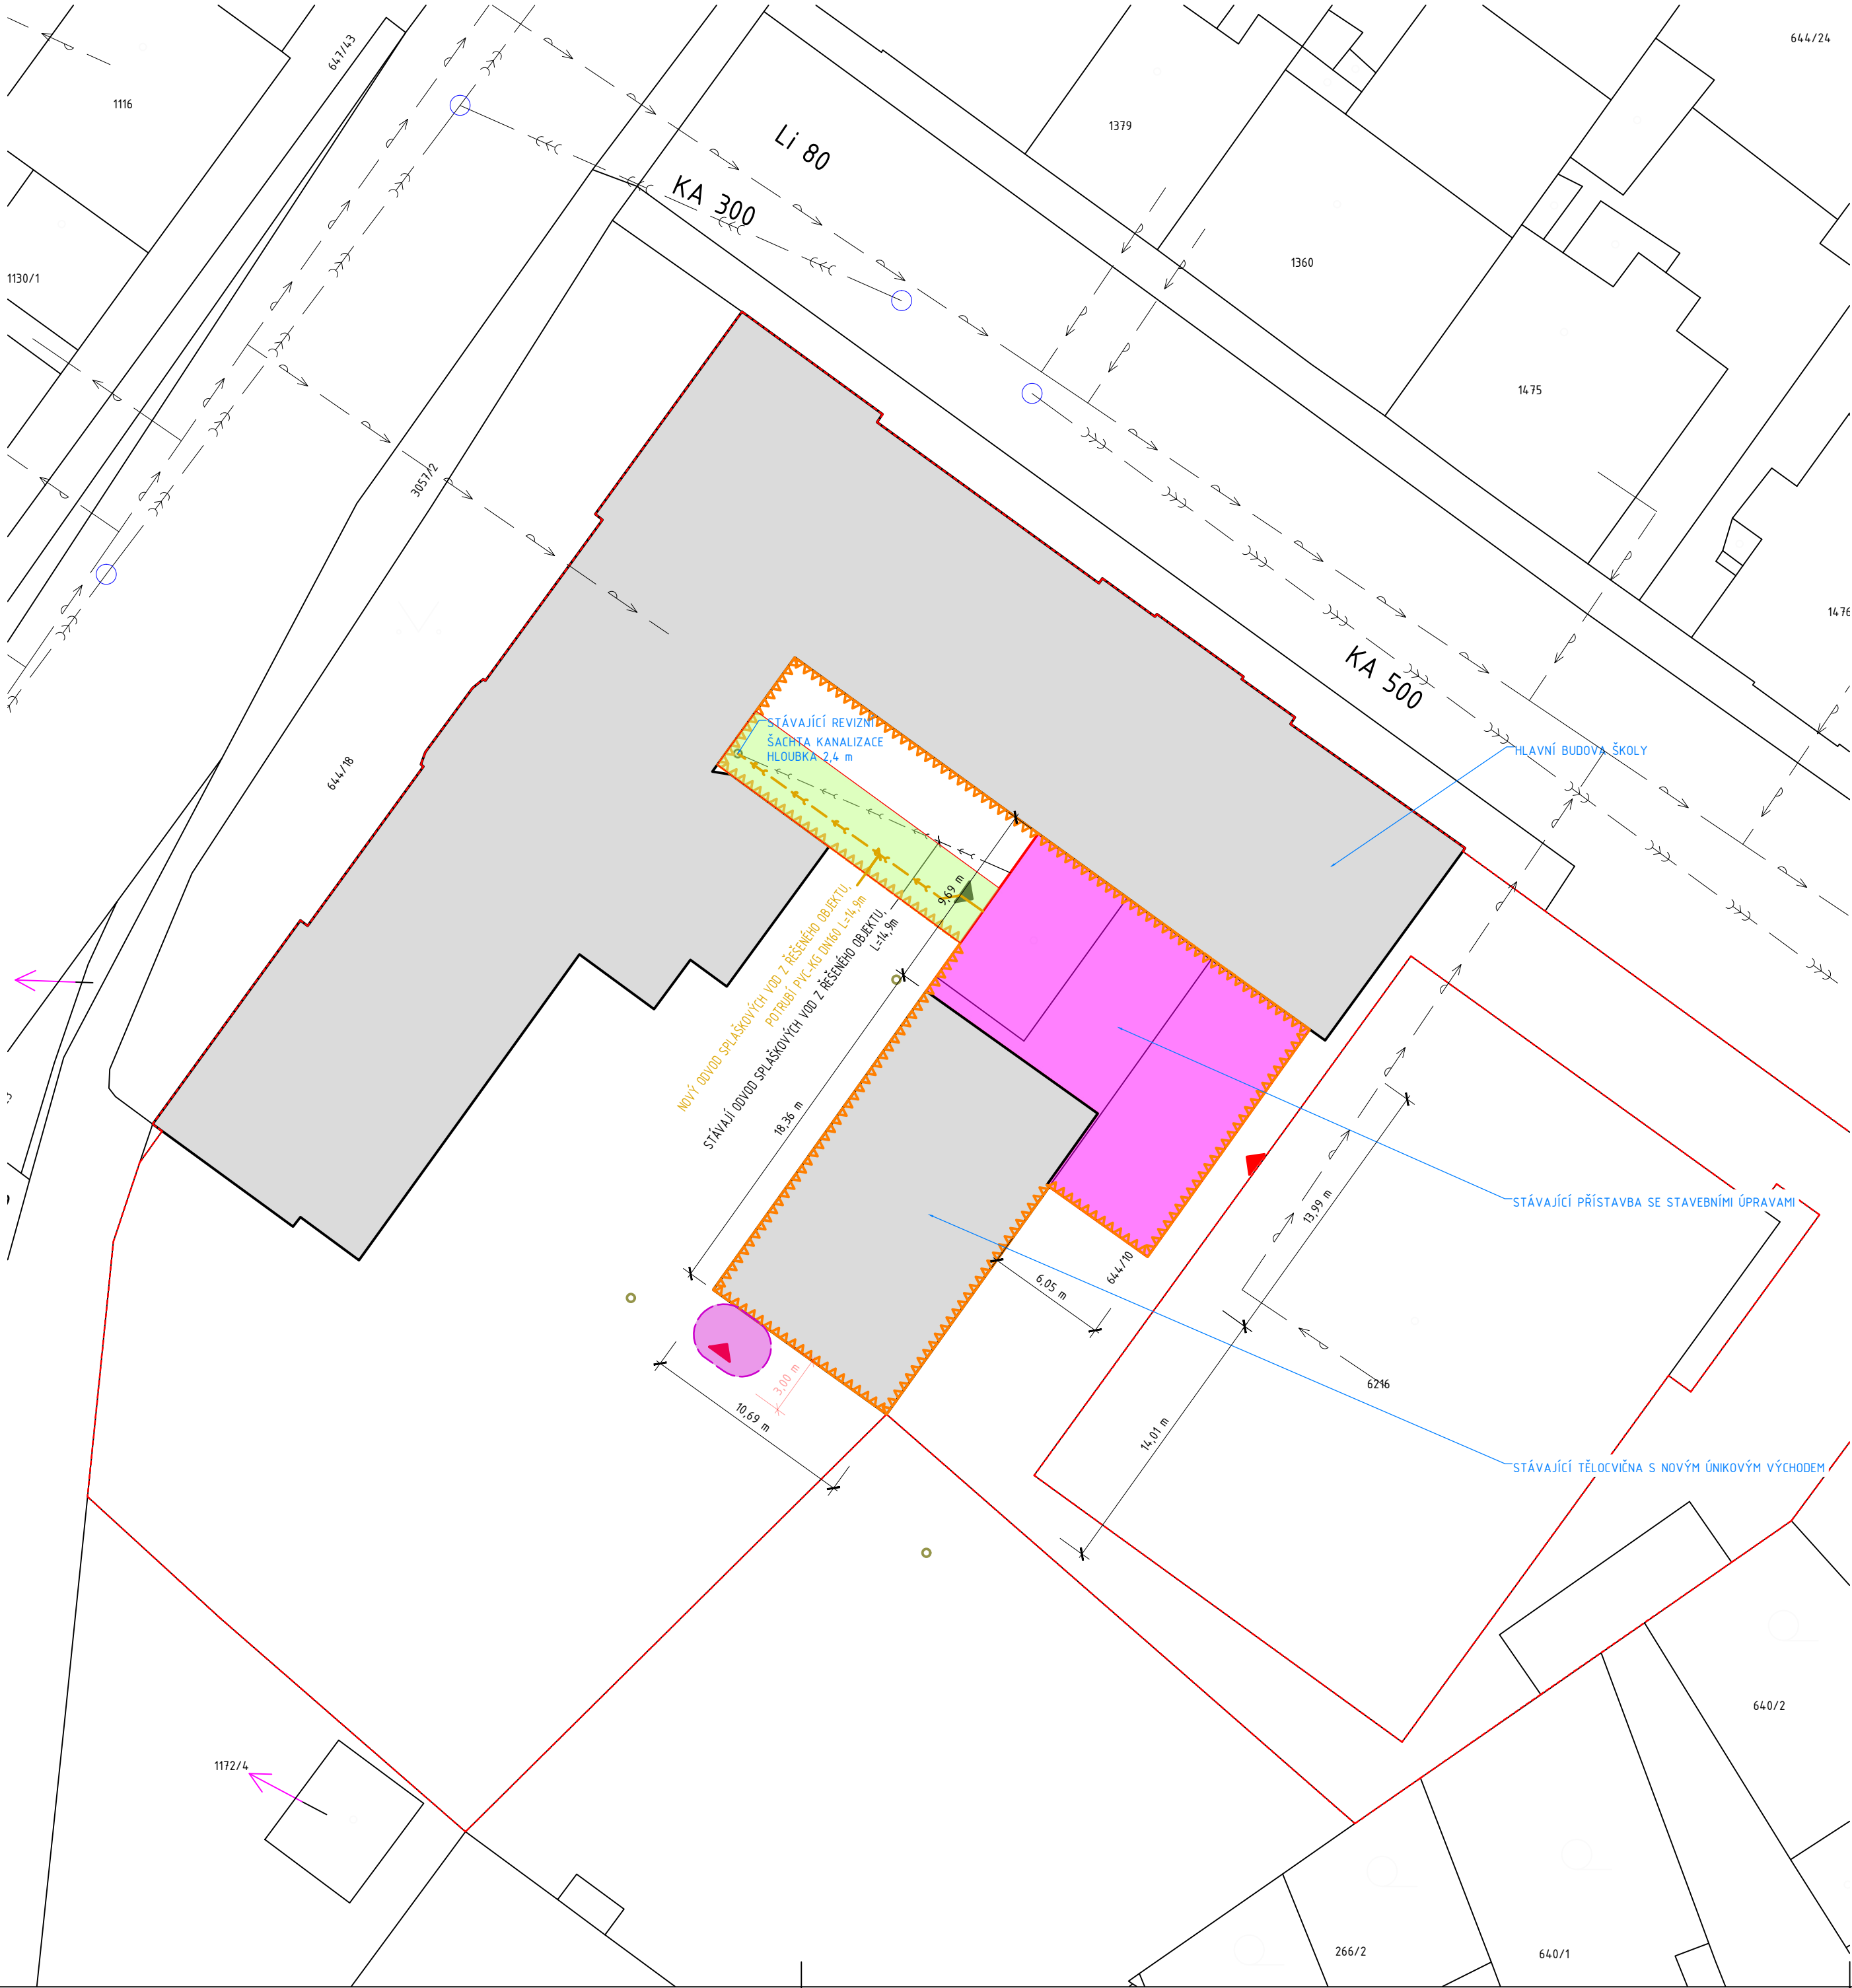 644/24
647/43
1116
1379
Li 80
KA 300
1360
1130/1
1475
3057/2
1476
KA 500
STÁVAJÍCÍ REVIZNÍ
ŠACHTA KANALIZACE
HLOUBKA 2,4 m
HLAVNÍ BUDOVA ŠKOLY
644/18
9,69 m
NOVÝ ODVOD SPLAŠKOVÝCH VOD Z ŘEŠENÉHO OBJEKTU,
POTRUBÍ PVC-KG DN160 L=14,9m
STÁVAJÍ ODVOD SPLAŠKOVÝCH VOD Z ŘEŠENÉHO OBJEKTU,
L=14,9m
18,36 m
STÁVAJÍCÍ PŘÍSTAVBA SE STAVEBNÍMI ÚPRAVAMI
13,99 m
644/10
6,05 m
3,00 m
6216
10,69 m
14,01 m
STÁVAJÍCÍ TĚLOCVIČNA S NOVÝM ÚNIKOVÝM VÝCHODEM
640/2
1172/4
266/2
640/1